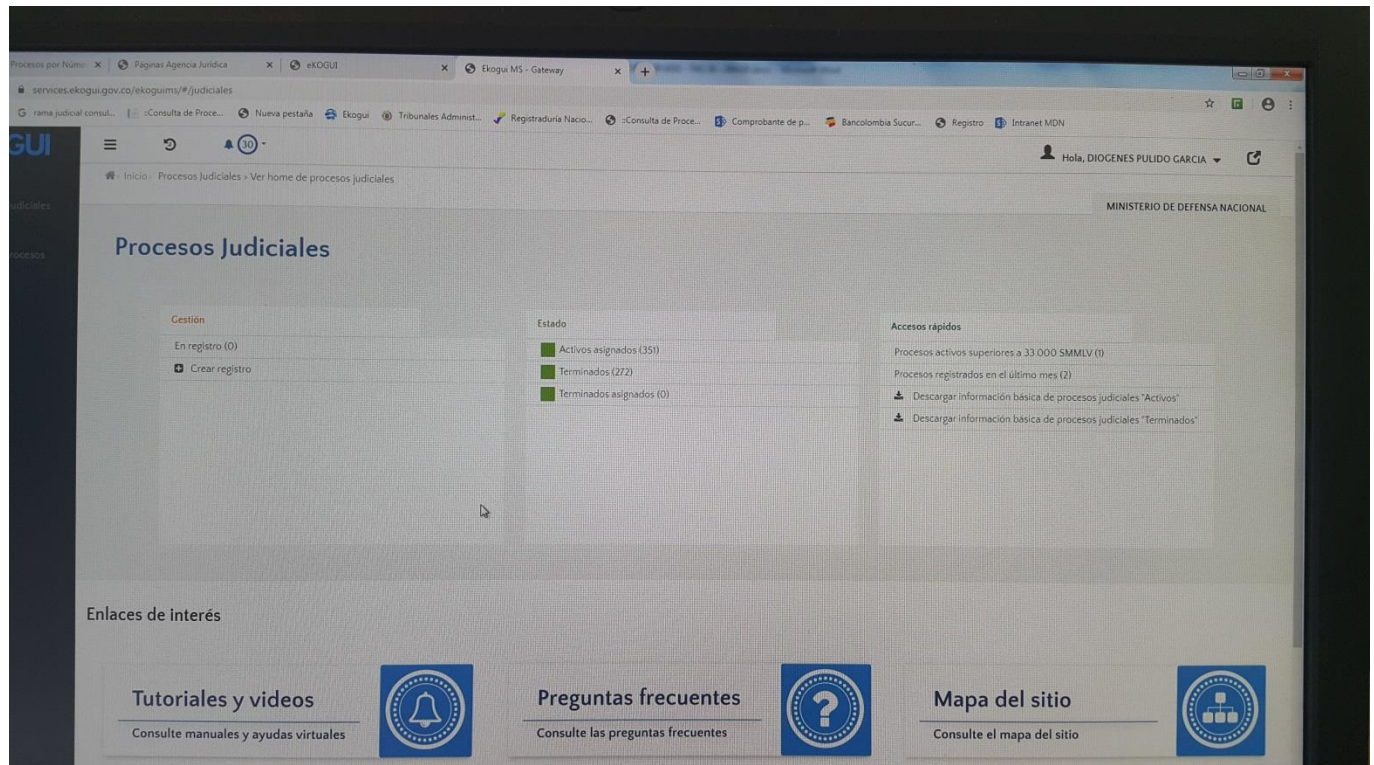 Procesos por Núme
Páginas Agencia Jurídica
eKOGUI
Ekogui MS - Gateway
services.ekogui.gov.co/ekoguims/#/judiciales
rama judicial consul...
::Consulta de Proce...
Nueva pestaña
Ekogui
Tribunales Administ...
Registraduría Nacio...
::Consulta de Proce...
Comprobante de p...
Bancolombia Sucur...
Registro
Intranet MDN
GUI
30
Hola, DIOGENES PULIDO GARCIA
Inicio › Procesos Judiciales › Ver home de procesos judiciales
udiciales
MINISTERIO DE DEFENSA NACIONAL
rocesos
Procesos Judiciales
Gestión
En registro (0)
Crear registro
Estado
Activos asignados (351)
Terminados (272)
Terminados asignados (0)
Accesos rápidos
Procesos activos superiores a 33.000 SMMLV (1)
Procesos registrados en el último mes (2)
Descargar información básica de procesos judiciales "Activos"
Descargar información básica de procesos judiciales "Terminados"
Enlaces de interés
Tutoriales y videos
Consulte manuales y ayudas virtuales
Preguntas frecuentes
Consulte las preguntas frecuentes
Mapa del sitio
Consulte el mapa del sitio